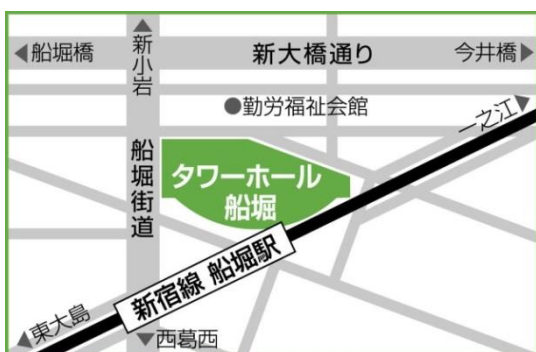 ▲
新小岩
◀船堀橋
新大橋通り
今井橋▶
●勤労福祉会館
一之江▶
船堀街道
タワーホール
船堀
新宿線 船堀駅
◀東大島
▼西葛西